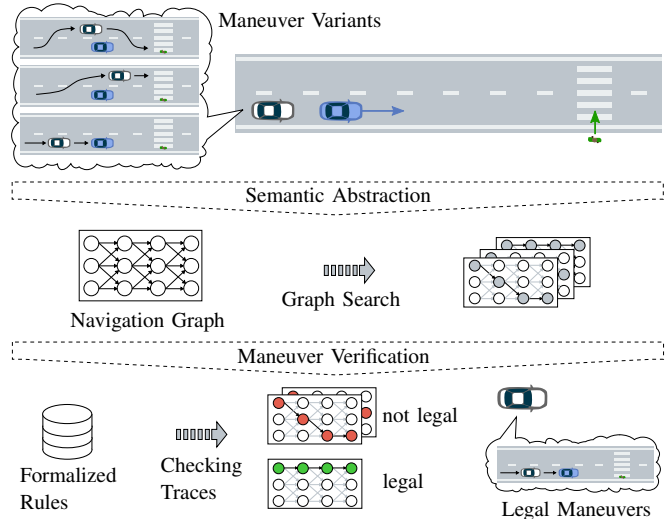 Maneuver Variants
Semantic Abstraction
Navigation Graph
Graph Search
Maneuver Verification
Formalized
Rules
Checking
Traces
not legal
legal
Legal Maneuvers